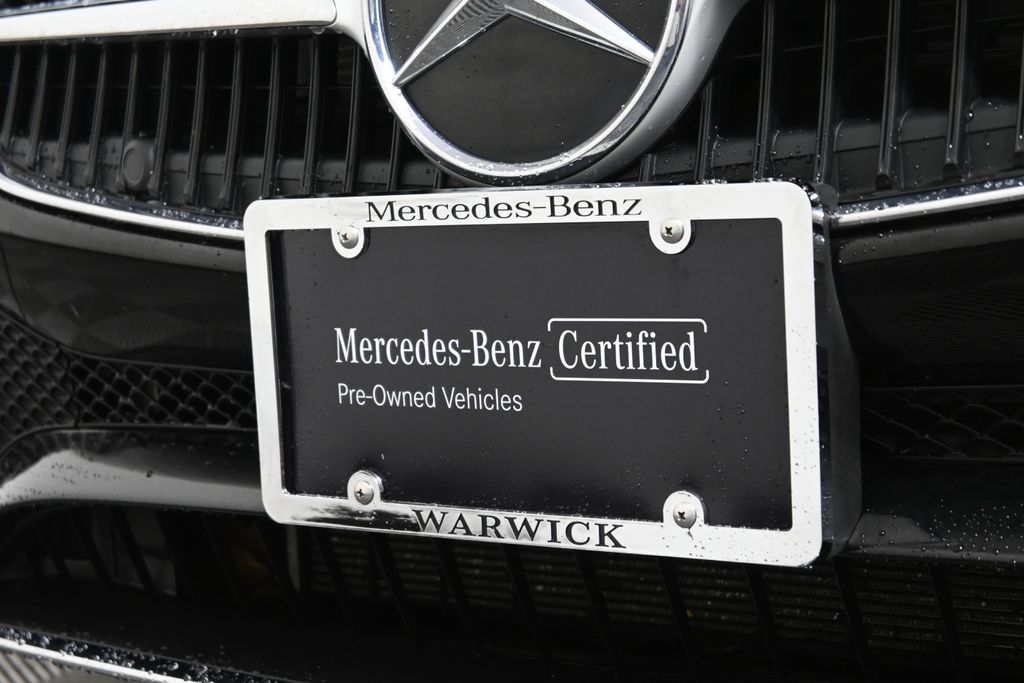 Mercedes-Benz
Mercedes-Benz Certified
Pre-Owned Vehicles
WARWICK